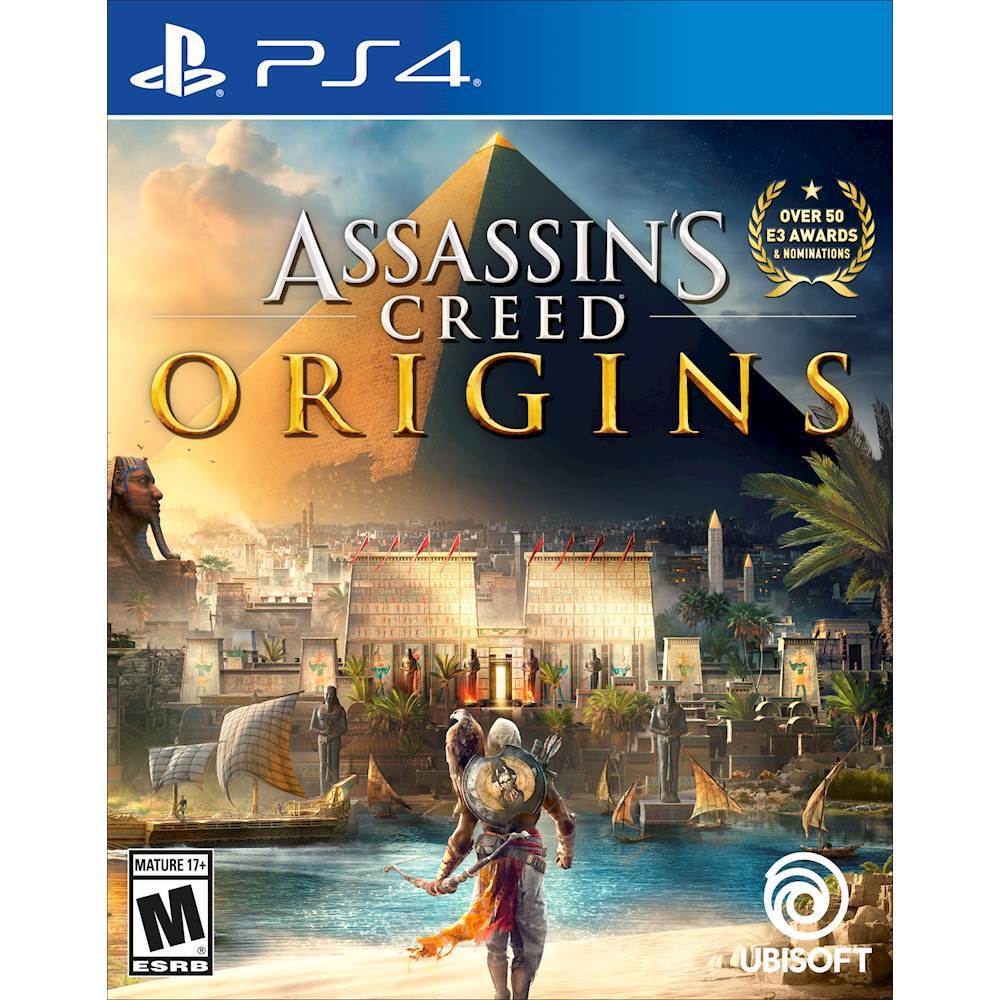 PS4
ASSASSIN'S
CREED®
ORIGINS
OVER 50
E3 AWARDS
& NOMINATIONS
MATURE 17+
M
®
ESRB
UBISOFT